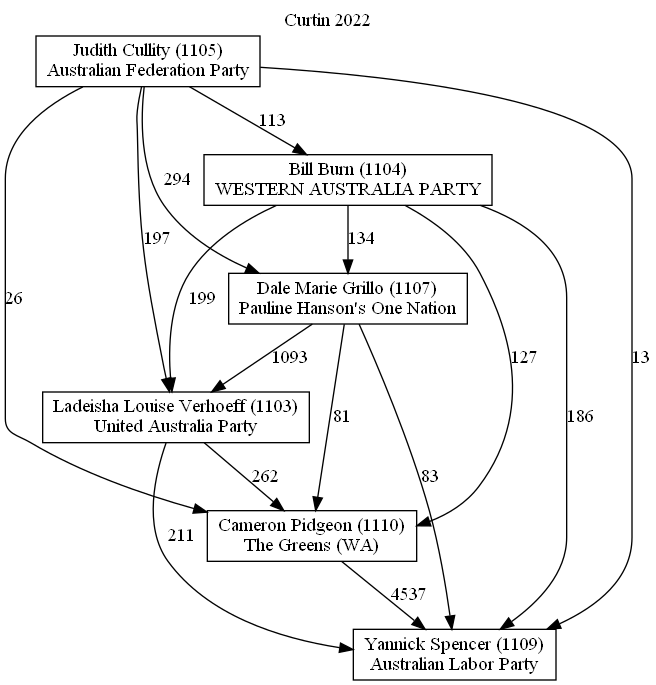 Curtin 2022
Judith Cullity (1105)
Australian Federation Party
113
Bill Burn (1104)
WESTERN AUSTRALIA PARTY
294
197
134
Dale Marie Grillo (1107)
Pauline Hanson's One Nation
199
26
1093
127
13
Ladeisha Louise Verhoeff (1103)
United Australia Party
81
186
262
83
Cameron Pidgeon (1110)
The Greens (WA)
211
4537
Yannick Spencer (1109)
Australian Labor Party